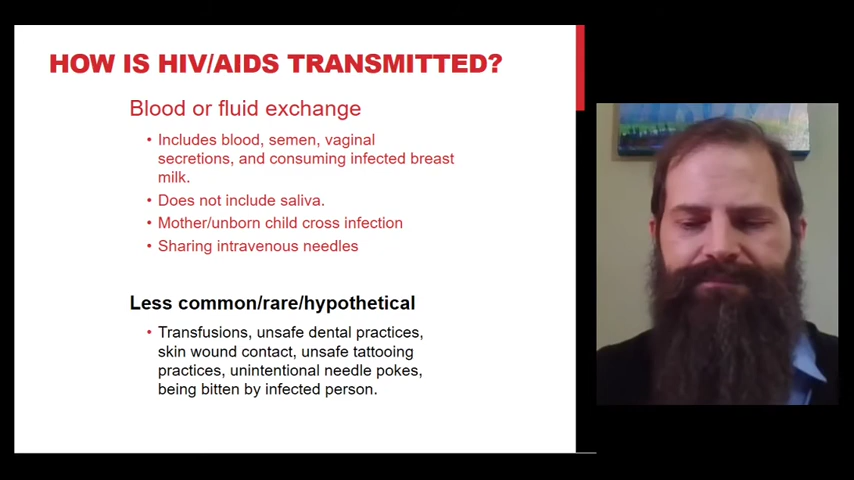 HOW IS HIV/AIDS TRANSMITTED?
Blood or fluid exchange
• Includes blood, semen, vaginal
secretions, and consuming infected breast
milk.
• Does not include saliva.
• Mother/unborn child cross infection
• Sharing intravenous needles
Less common/rare/hypothetical
• Transfusions, unsafe dental practices,
skin wound contact, unsafe tattooing
practices, unintentional needle pokes,
being bitten by infected person.